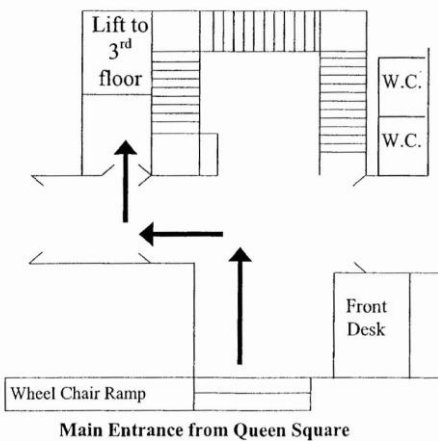 Lift to
3rd
floor
W.C.
W.C.
Front
Desk
Wheel Chair Ramp
Main Entrance from Queen Square